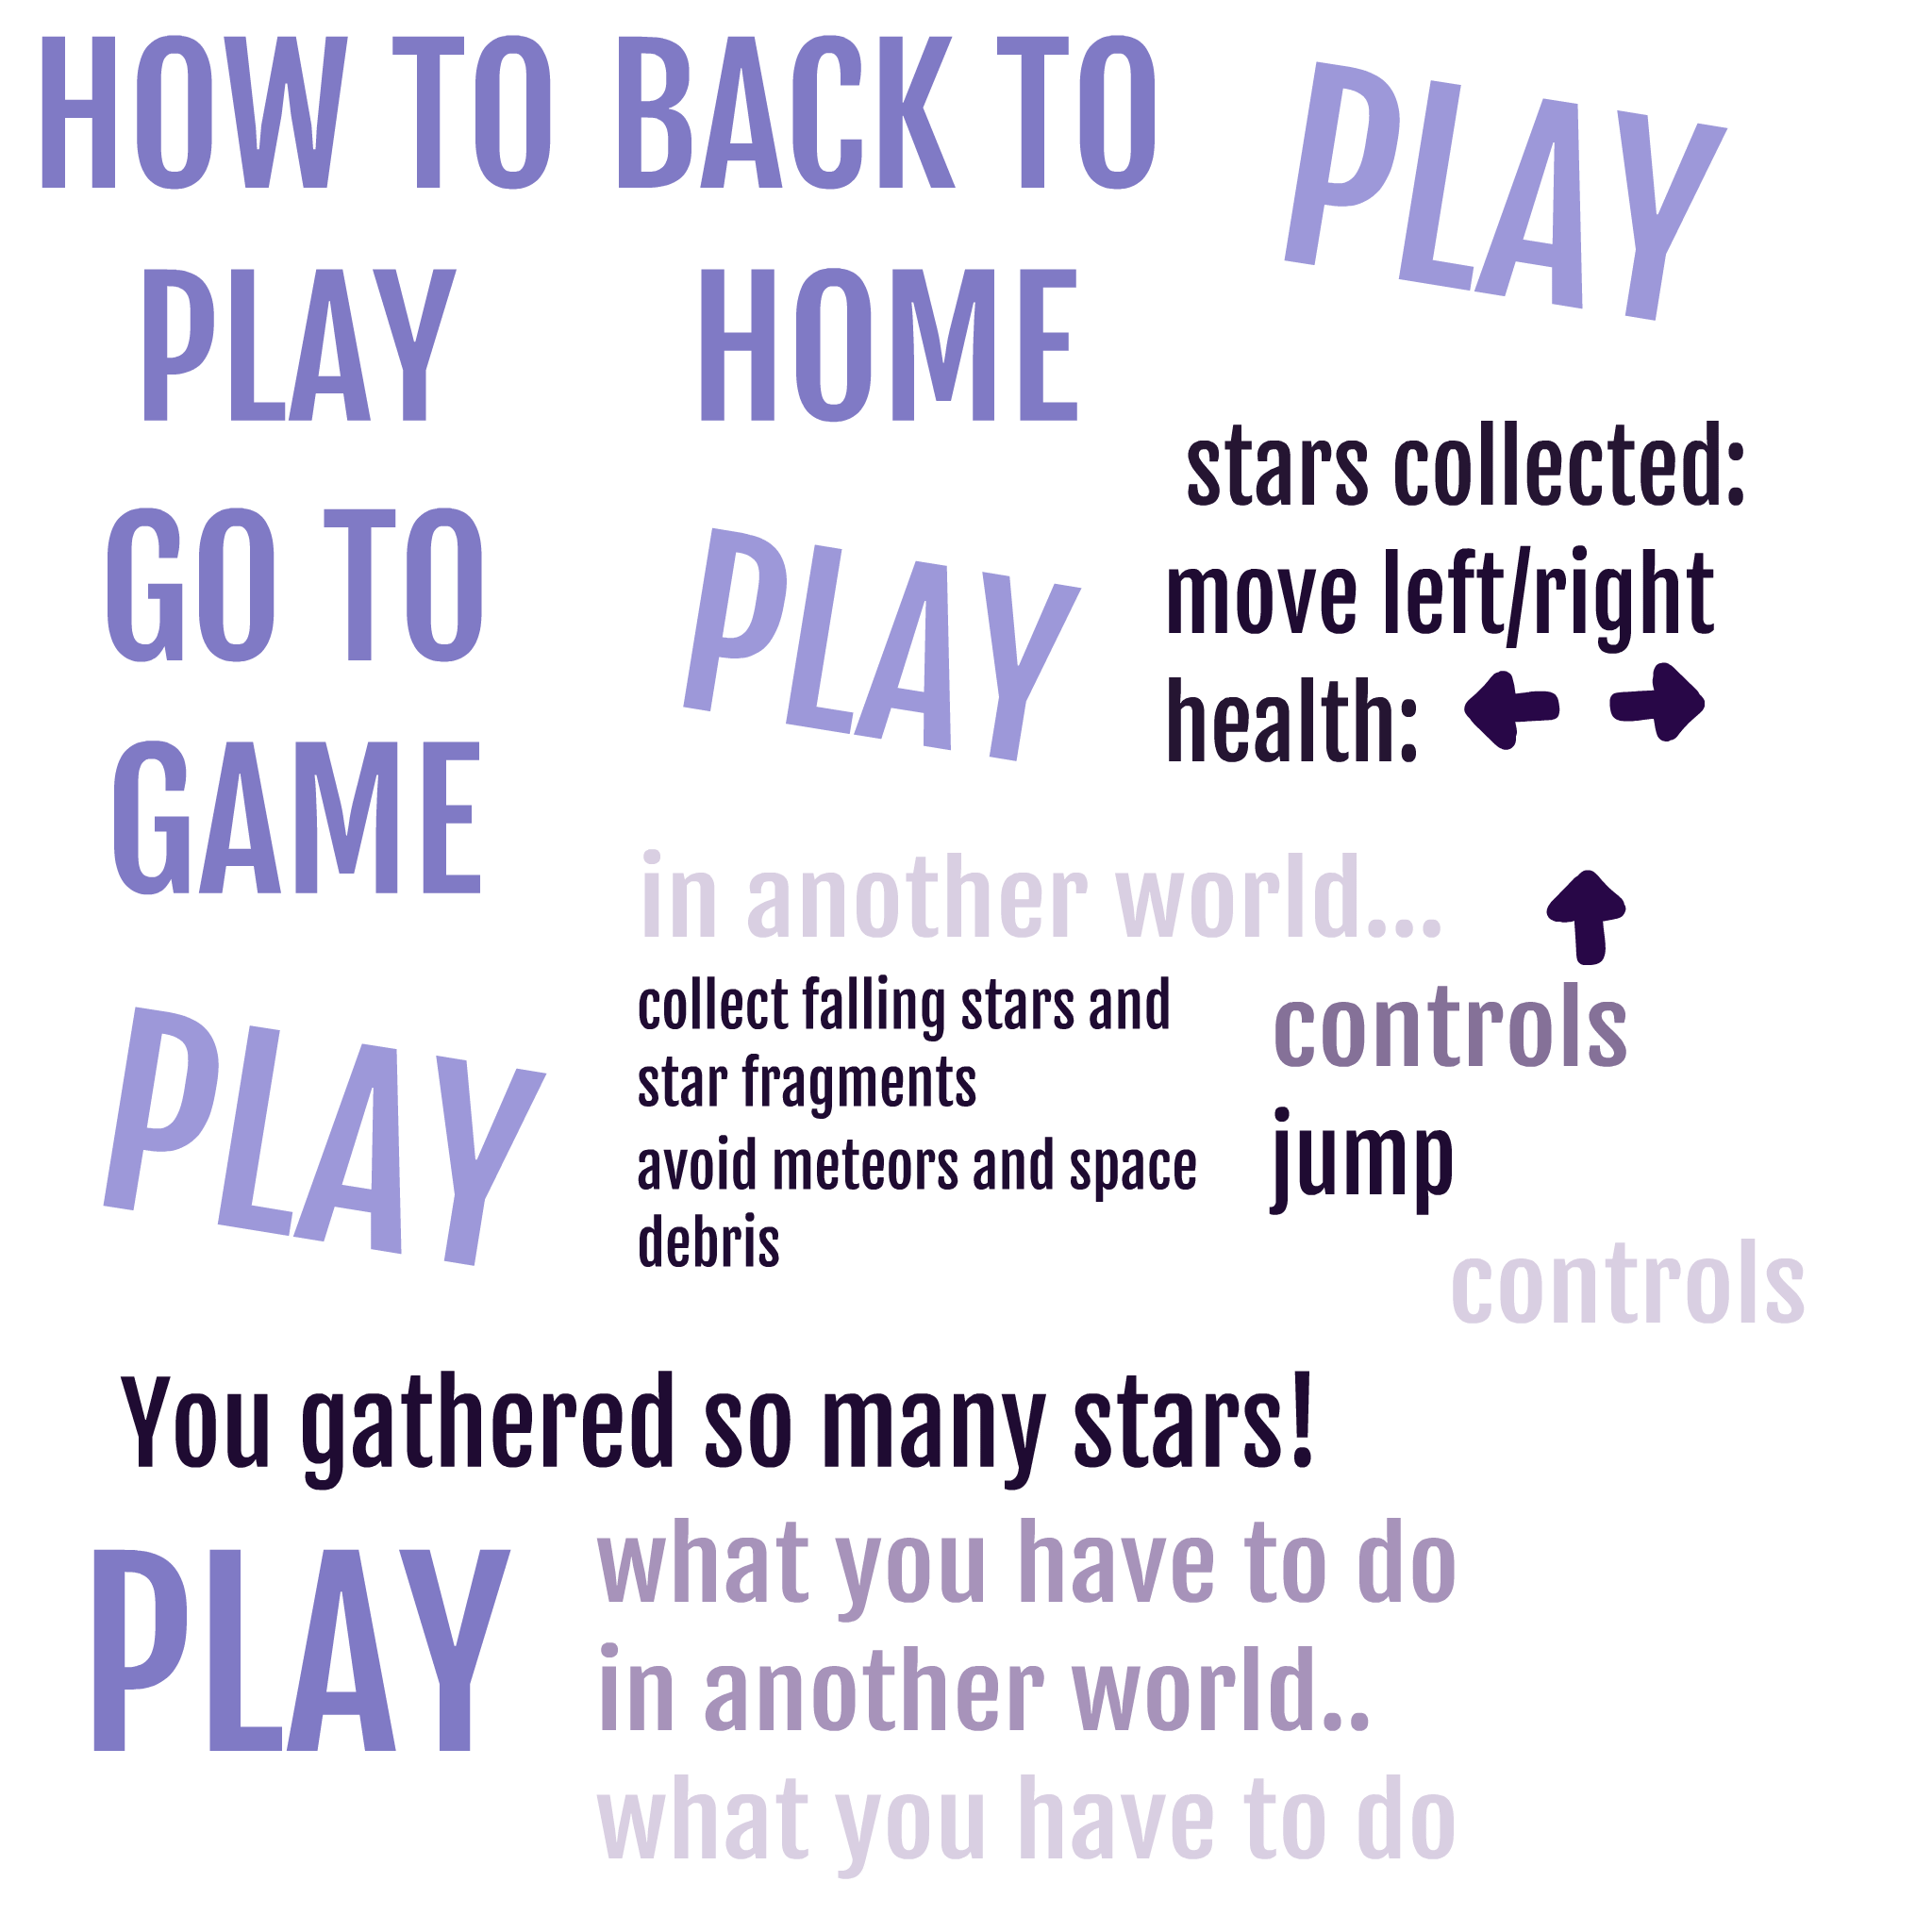 HOW TO
PLAY
BACK TO
HOME
PLAY
GO TO
GAME
PLAY
stars collected:
move left/right
health:
in another world...
collect falling stars and
star fragments
avoid meteors and space
debris
controls
jump
controls
PLAY
You gathered so many stars!
PLAY
what you have to do
in another world..
what you have to do